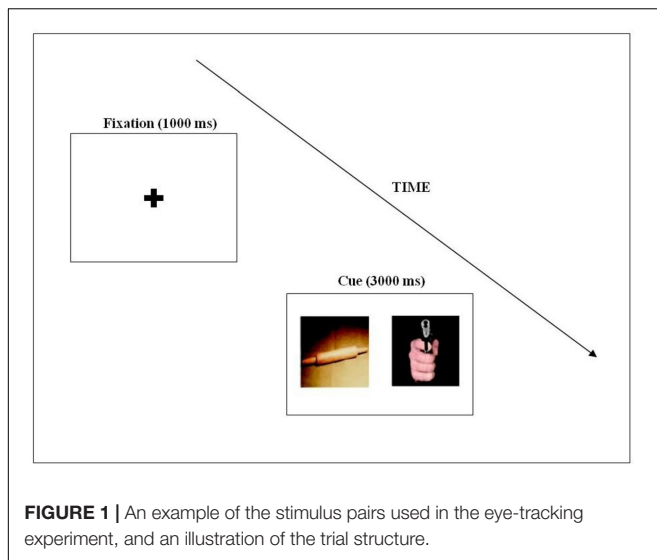 Fixation (1000 ms)
TIME
Cue (3000 ms)
FIGURE 1 | An example of the stimulus pairs used in the eye-tracking
experiment, and an illustration of the trial structure.